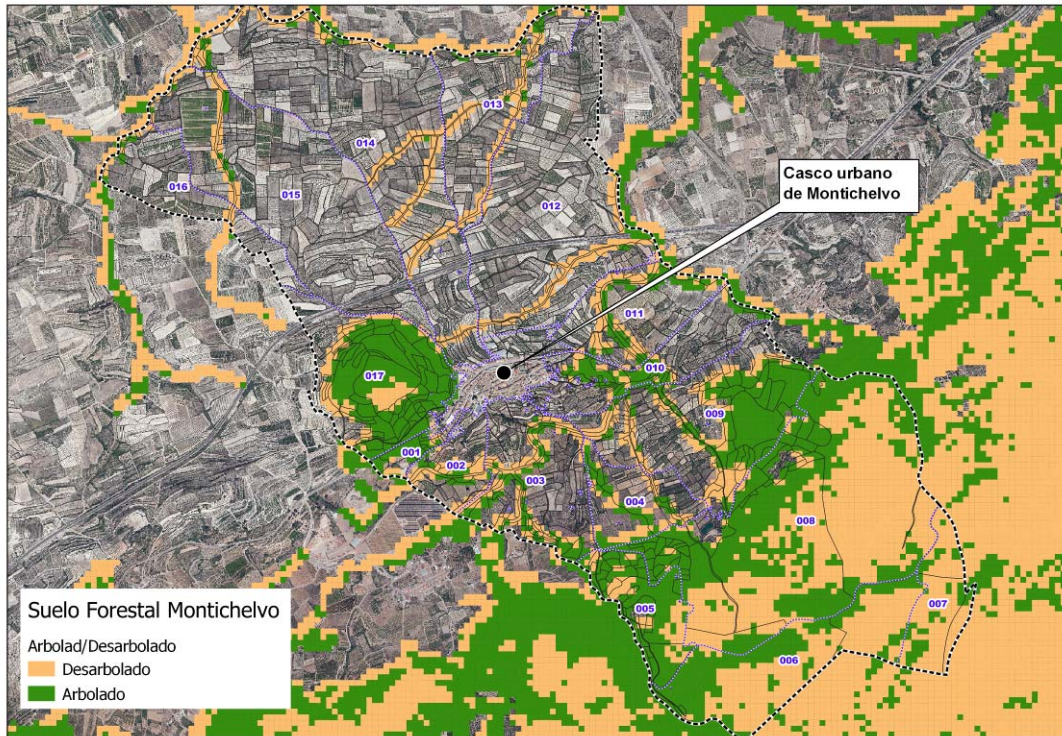 013
014
016
015
012
Casco urbano
de Montichelvo
011
017
010
009
001
002
003
004
008
005
007
006
Suelo Forestal Montichelvo
Arbolad/Desarbolado
Desarbolado
Arbolado